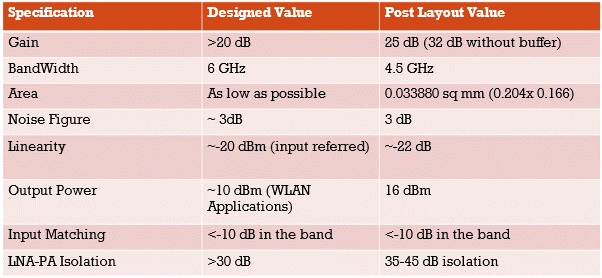 Specification Designed Value Post Layout Value
Gain >20 dB 25 dB (32 dB without buffer)
BandWidth 6 GHz 4.5 GHz
Area As low as possible 0.033880 sq mm (0.204x 0.166)
Noise Figure ~ 3dB 3 dB
Linearity ~-20 dBm (input referred) ~-22 dB
Output Power ~10 dBm (WLAN 16 dBm
Applications)
Input Matching <-10 dB in the band <-10 dB in the band
LNA-PA Isolation >30 dB 35-45 dB isolation